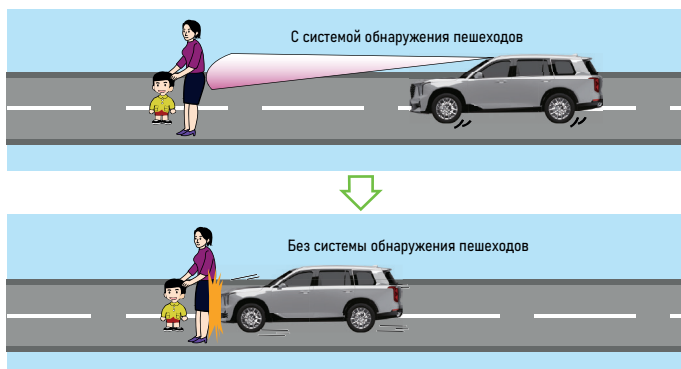 С системой обнаружения пешеходов
Без системы обнаружения пешеходов